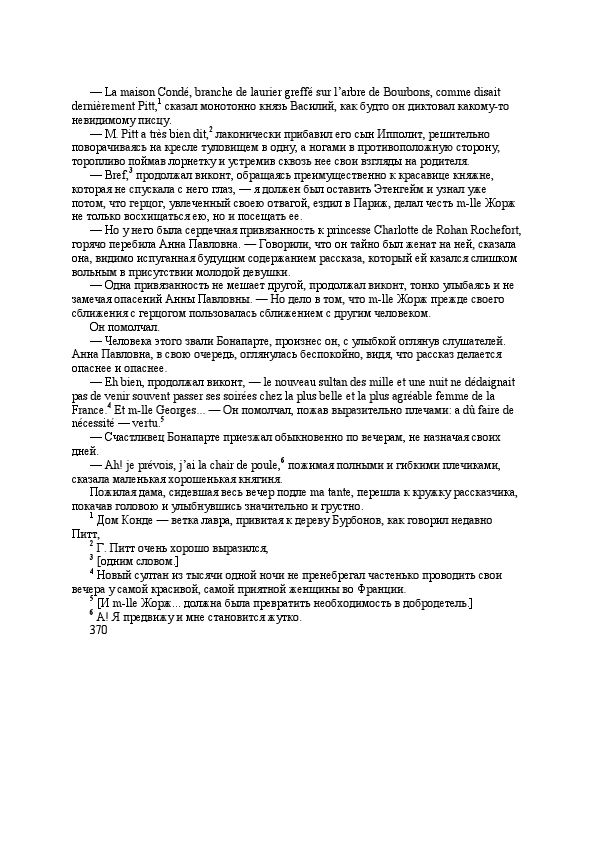 — La maison Condé, branche de laurier greffé sur l’arbre de Bourbons, comme disait
dernièrement Pitt,1 сказал монотонно князь Василий, как будто он диктовал какому-то
невидимому писцу.
— M. Pitt a très bien dit,2 лаконически прибавил его сын Ипполит, решительно
поворачиваясь на кресле туловищем в одну, а ногами в противоположную сторону,
торопливо поймав лорнетку и устремив сквозь нее свои взгляды на родителя.
— Bref,3 продолжал виконт, обращаясь преимущественно к красавице княжне,
которая не спускала с него глаз, — я должен был оставить Этенгейм и узнал уже
потом, что герцог, увлеченный своею отвагой, ездил в Париж, делал честь m-lle Жорж
не только восхищаться ею, но и посещать ее.
— Но у него была сердечная привязанность к princesse Charlotte de Rohan Rochefort,
горячо перебила Анна Павловна. — Говорили, что он тайно был женат на ней, сказала
она, видимо испуганная будущим содержанием рассказа, который ей казался слишком
вольным в присутствии молодой девушки.
— Одна привязанность не мешает другой, продолжал виконт, тонко улыбаясь и не
замечая опасений Анны Павловны. — Но дело в том, что m-lle Жорж прежде своего
сближения с герцогом пользовалась сближением с другим человеком.
Он помолчал.
— Человека этого звали Бонапарте, произнес он, с улыбкой оглянув слушателей.
Анна Павловна, в свою очередь, оглянулась беспокойно, видя, что рассказ делается
опаснее и опаснее.
— Eh bien, продолжал виконт, — le nouveau sultan des mille et une nuit ne dédaignait
pas de venir souvent passer ses soirées chez la plus belle et la plus agréable femme de la
France.4 Et m-lle Georges... — Он помолчал, пожав выразительно плечами: a dû faire de
nécessité — vertu.5
— Счастливец Бонапарте приезжал обыкновенно по вечерам, не назначая своих
дней.
— Ah! je prévois, j’ai la chair de poule,6 пожимая полными и гибкими плечиками,
сказала маленькая хорошенькая княгиня.
Пожилая дама, сидевшая весь вечер подле ma tante, перешла к кружку рассказчика,
покачав головою и улыбнувшись значительно и грустно.
1 Дом Конде — ветка лавра, привитая к дереву Бурбонов, как говорил недавно
Питт,
2 Г. Питт очень хорошо выразился,
3 [одним словом.]
4 Новый султан из тысячи одной ночи не пренебрегал частенько проводить свои
вечера у самой красивой, самой приятной женщины во Франции.
5 [И m-lle Жорж... должна была превратить необходимость в добродетель.]
6 А! Я предвижу и мне становится жутко.
370